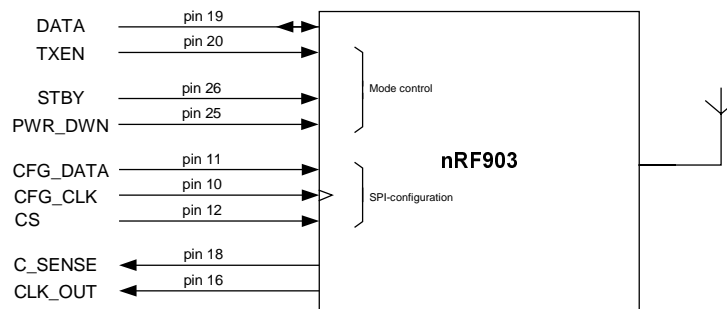 DATA pin 19
TXEN pin 20
STBY pin 26
Mode control
PWR_DWN pin 25
CFG_DATA pin 11
nRF903
CFG_CLK pin 10
SPI-configuration
CS pin 12
C_SENSE pin 18
CLK_OUT pin 16